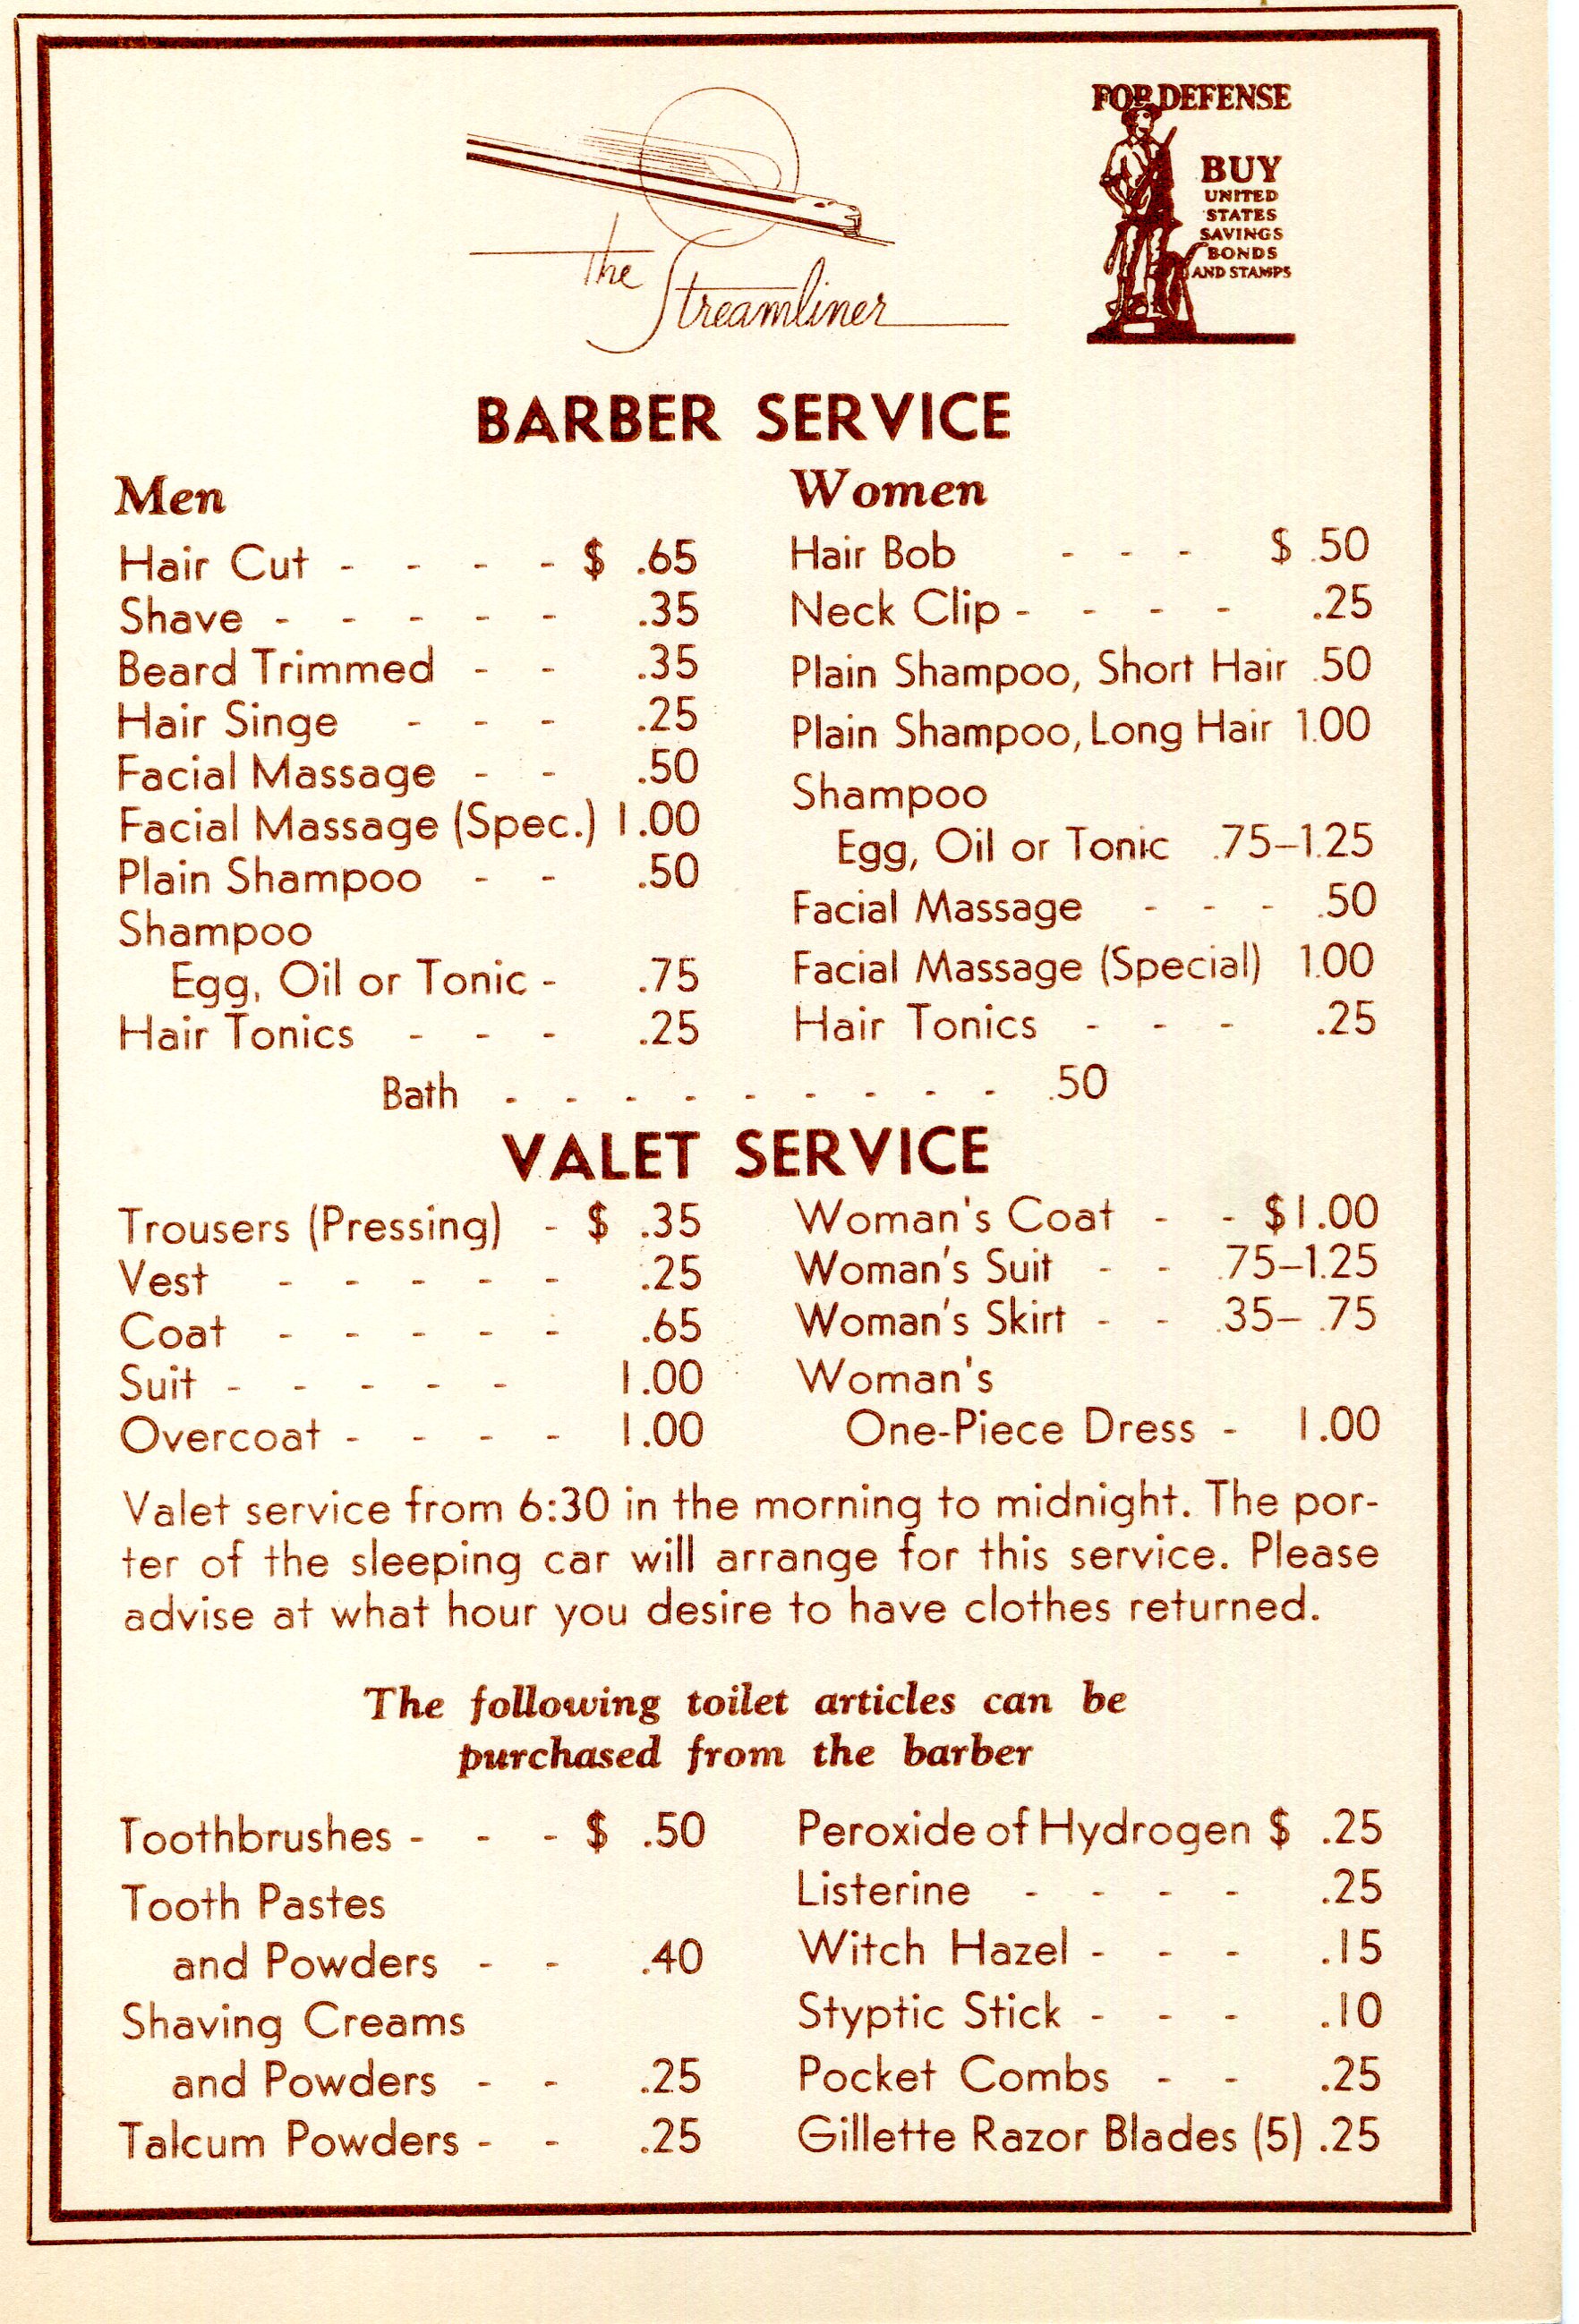 FOR DEFENSE
BUY
UNITED
STATES
SAVINGS
BONDS
AND STAMPS
the
Streamliner
BARBER SERVICE
Men
Hair Cut - - - - $ .65
Shave - - - - - .35
Beard Trimmed - - .35
Hair Singe - - - .25
Facial Massage - - .50
Facial Massage (Spec.) 1.00
Plain Shampoo - - .50
Shampoo
Egg, Oil or Tonic - .75
Hair Tonics - - - .25
Women
Hair Bob - - - $ .50
Neck Clip - - - - .25
Plain Shampoo, Short Hair .50
Plain Shampoo, Long Hair 1.00
Shampoo
Egg, Oil or Tonic .75–1.25
Facial Massage - - - .50
Facial Massage (Special) 1.00
Hair Tonics - - - .25
Bath - - - - - - - - - .50
VALET SERVICE
Trousers (Pressing) - $ .35
Vest - - - - - .25
Coat - - - - - .65
Suit - - - - - 1.00
Overcoat - - - - 1.00
Woman's Coat - - $1.00
Woman's Suit - - .75–1.25
Woman's Skirt - - .35– .75
Woman's
One-Piece Dress - 1.00
Valet service from 6:30 in the morning to midnight. The por-
ter of the sleeping car will arrange for this service. Please
advise at what hour you desire to have clothes returned.
The following toilet articles can be
purchased from the barber
Toothbrushes - - - $ .50
Tooth Pastes
and Powders - - .40
Shaving Creams
and Powders - - .25
Talcum Powders - - .25
Peroxide of Hydrogen $ .25
Listerine - - - - .25
Witch Hazel - - - .15
Styptic Stick - - - .10
Pocket Combs - - .25
Gillette Razor Blades (5) .25